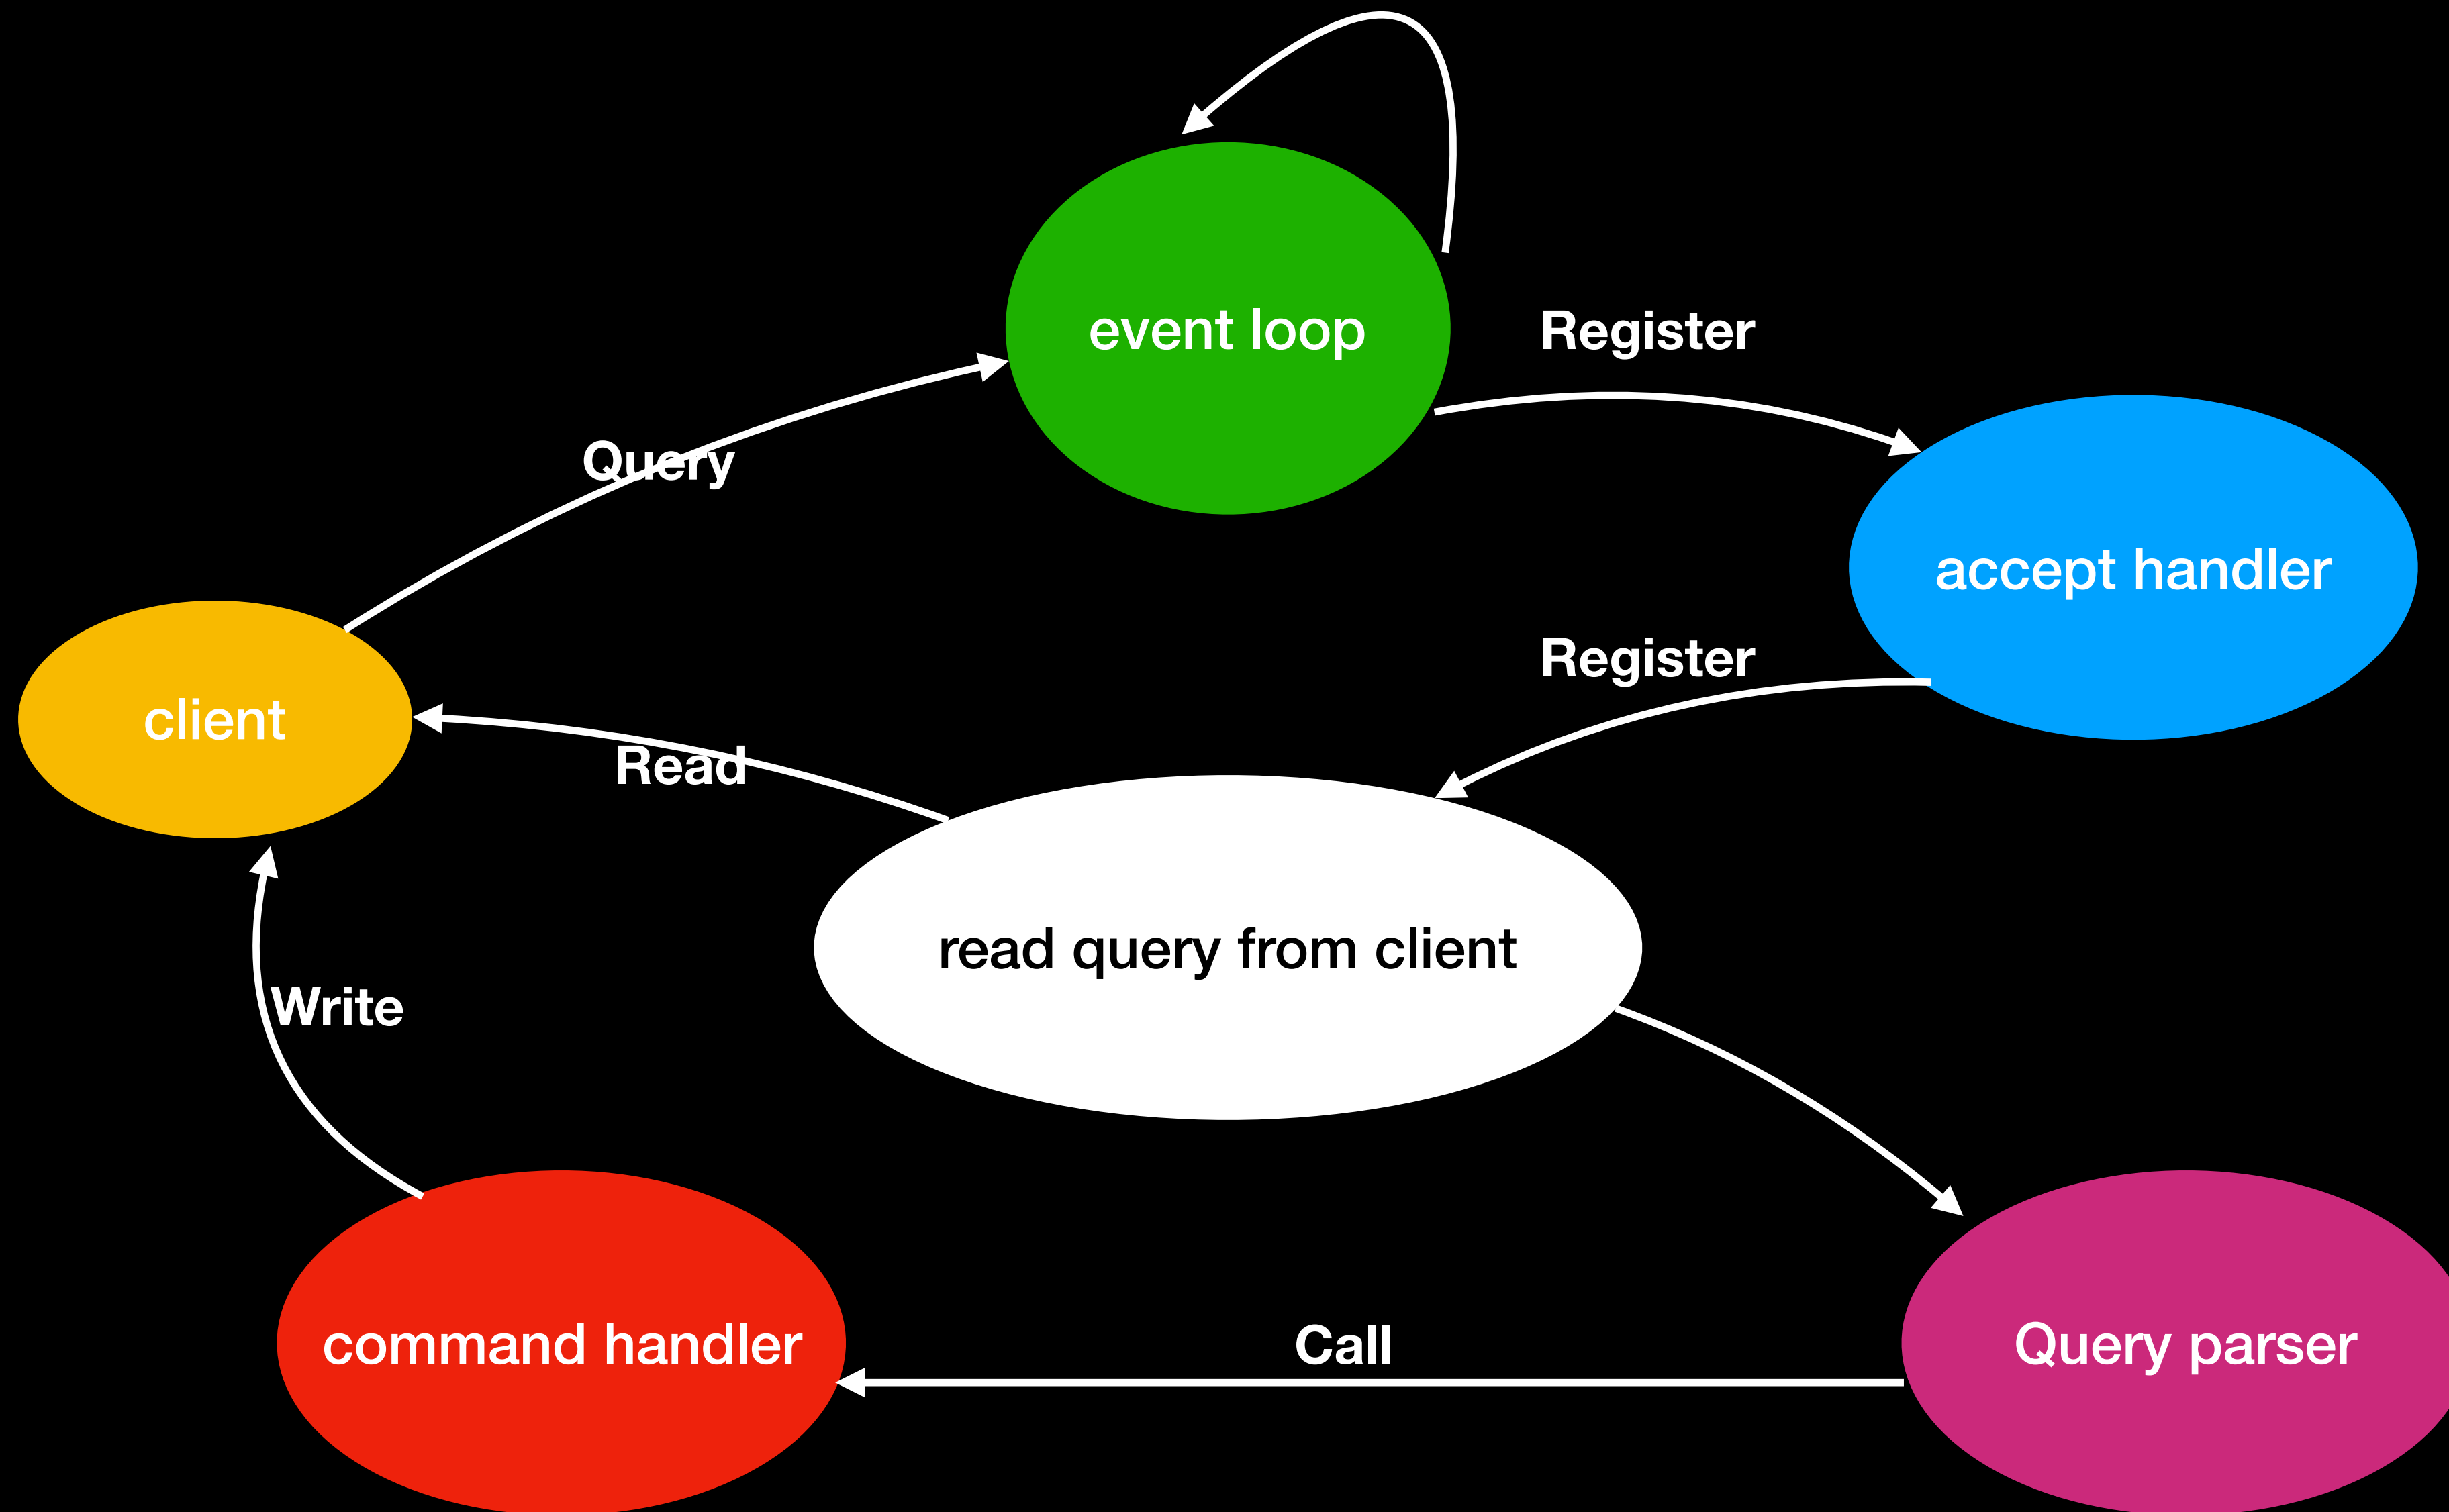 event loop
Register
Query
accept handler
Register
client
Read
read query from client
Write
command handler
Call
Query parser